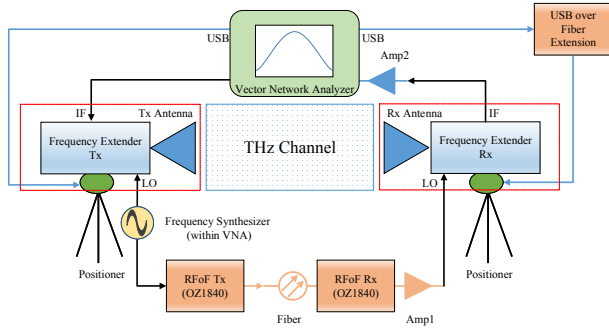 USB
USB
USB over
Fiber
Extension
Amp2
Vector Network Analyzer
IF
Tx Antenna
Rx Antenna
IF
Frequency Extender
Tx
THz Channel
Frequency Extender
Rx
LO
LO
Frequency Synthesizer
(within VNA)
Positioner
Positioner
RFoF Tx
(OZ1840)
RFoF Rx
(OZ1840)
Fiber
Amp1